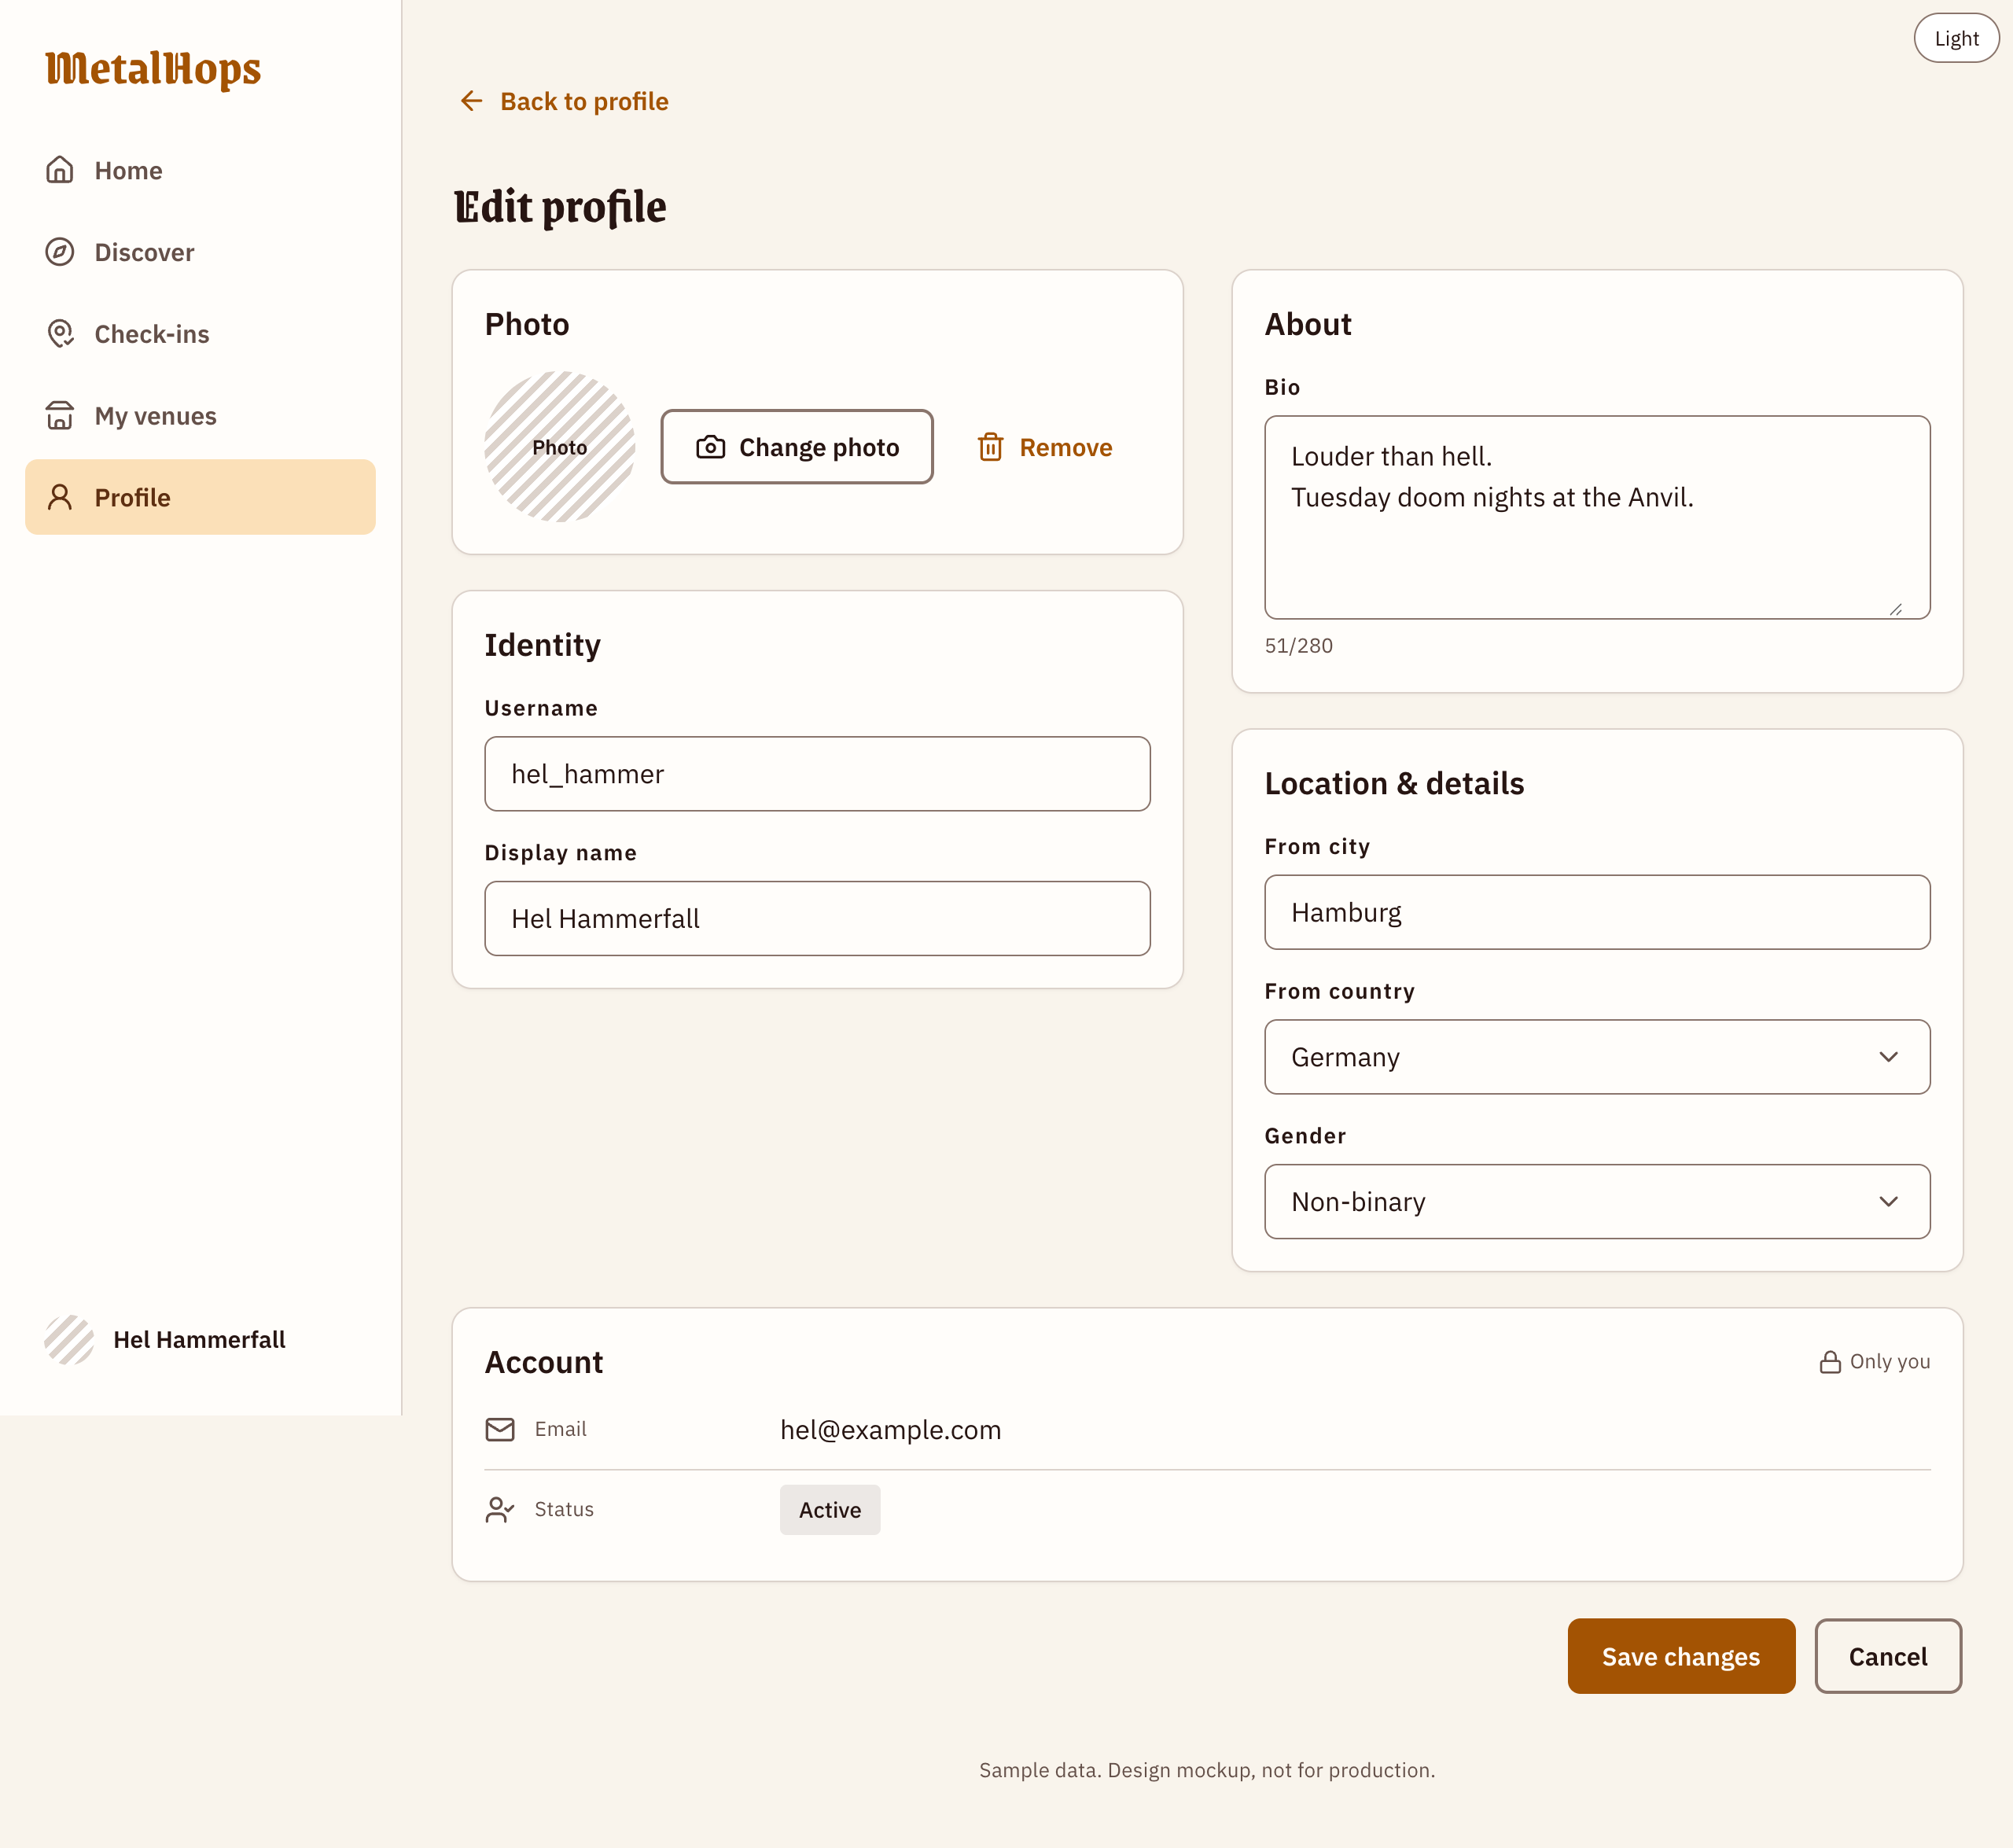 MetalHops
Home
Discover
Check-ins
My venues
Profile
Hel Hammerfall
Light
Back to profile
Edit profile
Photo
Photo
Change photo
Remove
Identity
Username
hel_hammer
Display name
Hel Hammerfall
About
Bio
Louder than hell.
Tuesday doom nights at the Anvil.
51/280
Location & details
From city
Hamburg
From country
Germany
Gender
Non-binary
Account
Only you
Email
hel@example.com
Status
Active
Save changes
Cancel
Sample data. Design mockup, not for production.